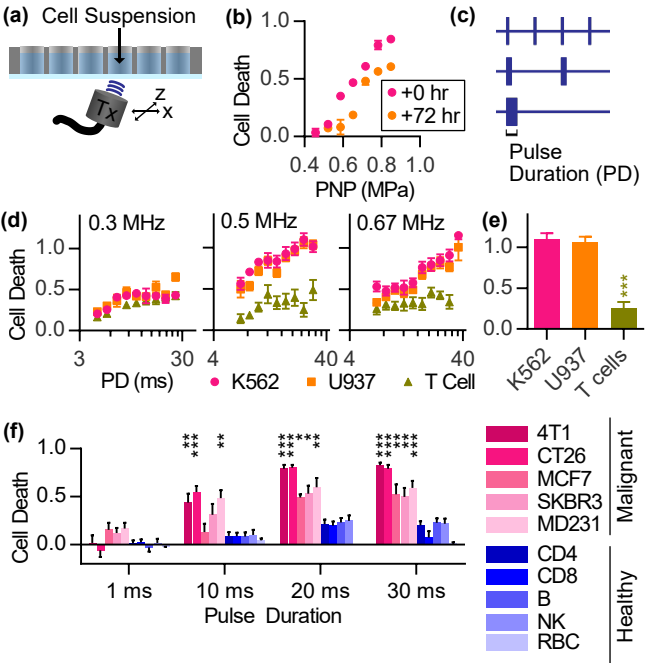 (a)
Cell Suspension
Tx
z
x
(b)
Cell Death
1.0
0.5
0.0
+0 hr
+72 hr
0.4 0.6 0.8 1.0
PNP (MPa)
(c)
Pulse
Duration (PD)
(d)
0.3 MHz
0.5 MHz
0.67 MHz
Cell Death
1.0
0.5
0.0
3 30
4 40
4 40
PD (ms)
K562 U937 T Cell
(e)
1.0
0.5
0.0
***
K562
U937
T cells
(f)
Cell Death
1.0
0.5
0.0
** *** **
*** *** * * **
*** *** ** ** ***
1 ms 10 ms 20 ms 30 ms
Pulse Duration
4T1
CT26
MCF7
SKBR3
MD231
Malignant
CD4
CD8
B
NK
RBC
Healthy